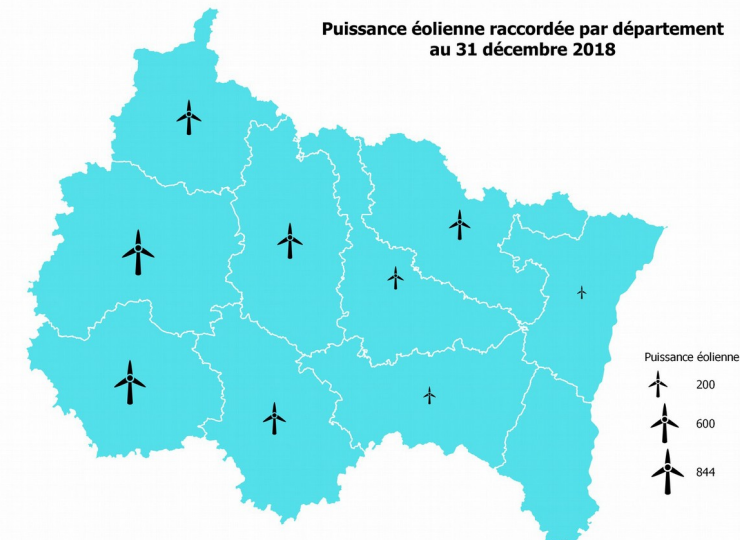 Puissance éolienne raccordée par département
au 31 décembre 2018
Puissance éolienne
200
600
844